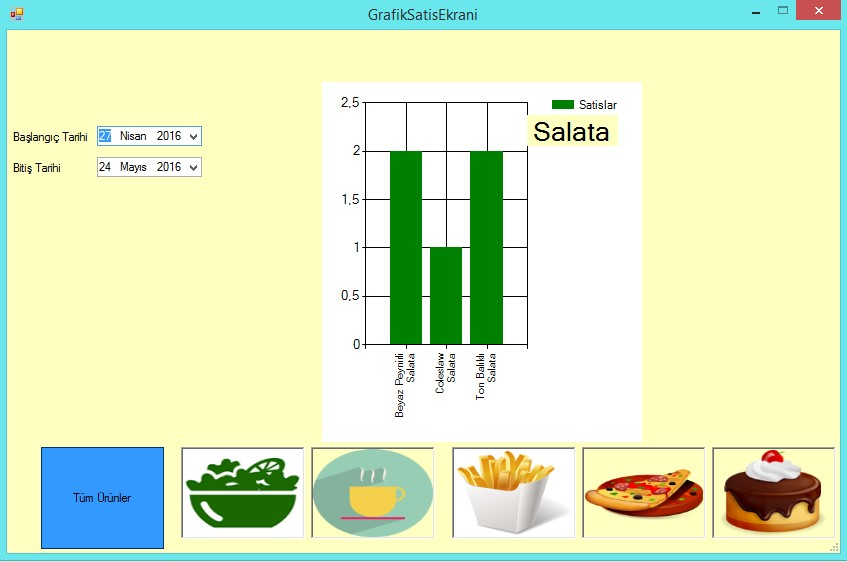 GrafikSatisEkrani
Başlangıç Tarihi
27 Nisan 2016
Bitiş Tarihi
24 Mayıs 2016
Satislar
Salata
2,5
2
1,5
1
0,5
0
Beyaz Peynirli
Salata
Coleslaw
Salata
Ton Balıklı
Salata
Tüm Ürünler